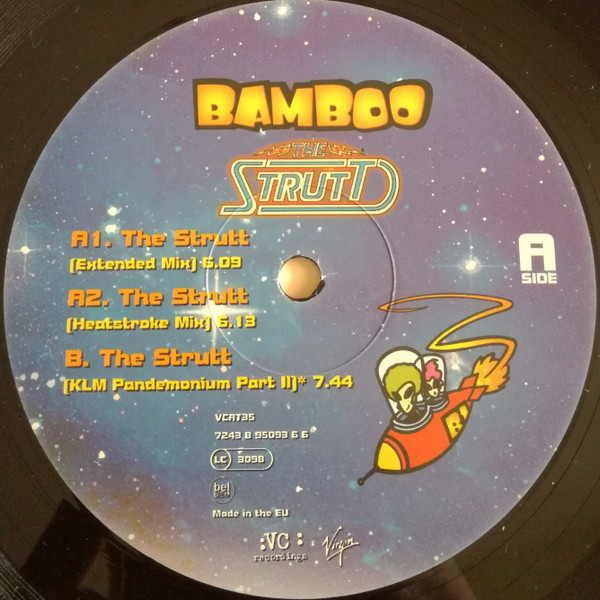 BAMBOO
THE
STRUTT
A1. The Strutt
(Extended Mix) 6.09
A
SIDE
A2. The Strutt
(Heatstroke Mix) 6.13
B. The Strutt
(KLM Pandemonium Part II)* 7.44
VCRT35
7243 8 95093 6 6
LC 3098
bel
Made in the EU
:VC:
recordings
Virgin